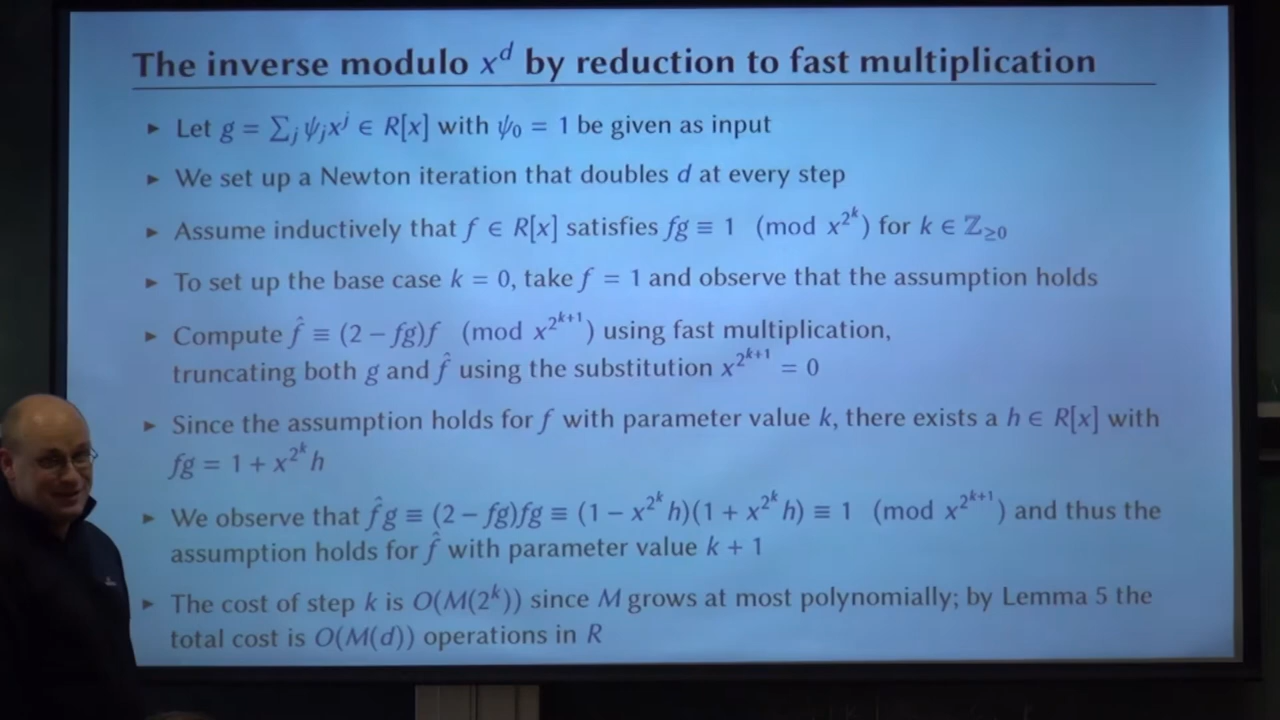 The inverse modulo x^d by reduction to fast multiplication
▶ Let g = ∑_j ψ_j x^j ∈ R[x] with ψ_0 = 1 be given as input
▶ We set up a Newton iteration that doubles d at every step
▶ Assume inductively that f ∈ R[x] satisfies fg ≡ 1 (mod x^{2^k}) for k ∈ ℤ_{≥0}
▶ To set up the base case k = 0, take f = 1 and observe that the assumption holds
▶ Compute f̂ ≡ (2 − fg)f (mod x^{2^{k+1}}) using fast multiplication,
truncating both g and f̂ using the substitution x^{2^{k+1}} = 0
▶ Since the assumption holds for f with parameter value k, there exists a h ∈ R[x] with
fg = 1 + x^{2^k} h
▶ We observe that f̂g ≡ (2 − fg)fg ≡ (1 − x^{2^k} h)(1 + x^{2^k} h) ≡ 1 (mod x^{2^{k+1}}) and thus the
assumption holds for f̂ with parameter value k + 1
▶ The cost of step k is O(M(2^k)) since M grows at most polynomially; by Lemma 5 the
total cost is O(M(d)) operations in R